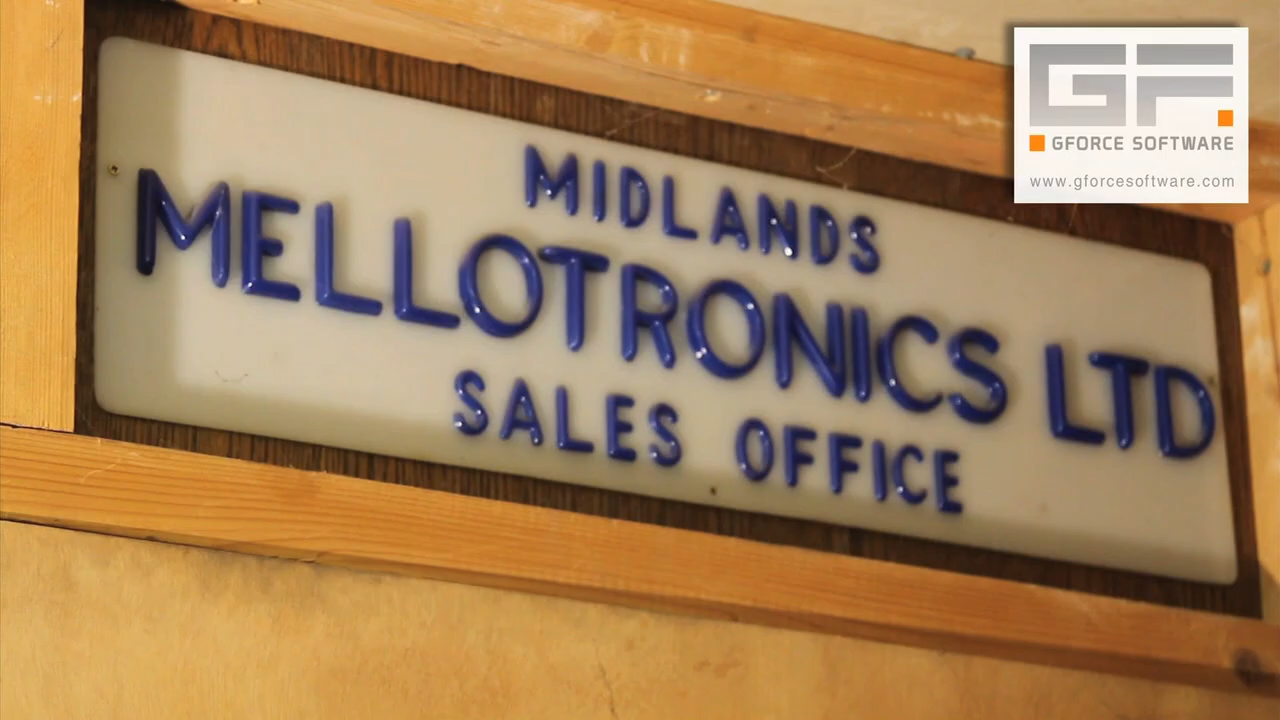 MIDLANDS
MELLOTRONICS LTD
SALES OFFICE
GF
GFORCE SOFTWARE
www.gforcesoftware.com